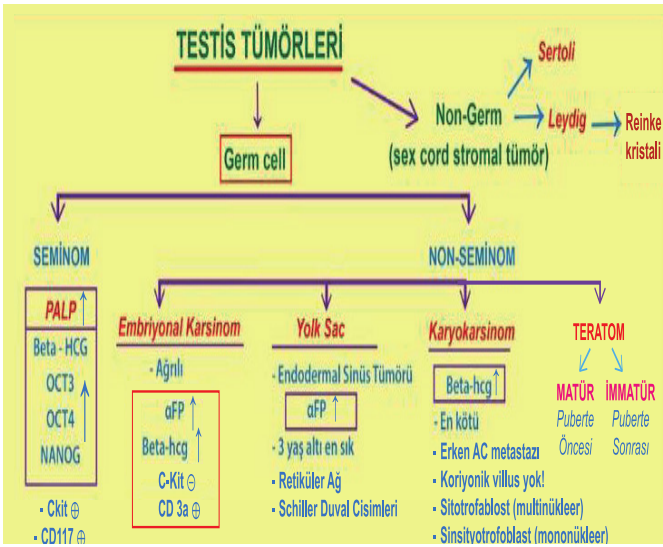 TESTİS TÜMÖRLERİ
Sertoli
Non-Germ
(sex cord stromal tümör)
Leydig
Reinke
kristali
Germ cell
SEMİNOM
NON-SEMİNOM
PALP ↑
Beta - HCG
OCT3
OCT4
NANOG
- Ckit ⊕
- CD117 ⊕
Embriyonal Karsinom
- Ağrılı
αFP ↑
Beta-hcg ↑
C-Kit ⊖
CD 3a ⊕
Yolk Sac
- Endodermal Sinüs Tümörü
αFP ↑
- 3 yaş altı en sık
- Retiküler Ağ
- Schiller Duval Cisimleri
Karyokarsinom
Beta-hcg ↑
- En kötü
- Erken AC metastazı
- Koriyonik villus yok!
- Sitotrofablost (multinükleer)
- Sinsityotrofoblast (mononükleer)
TERATOM
MATÜR
Puberte
Öncesi
İMMATÜR
Puberte
Sonrası